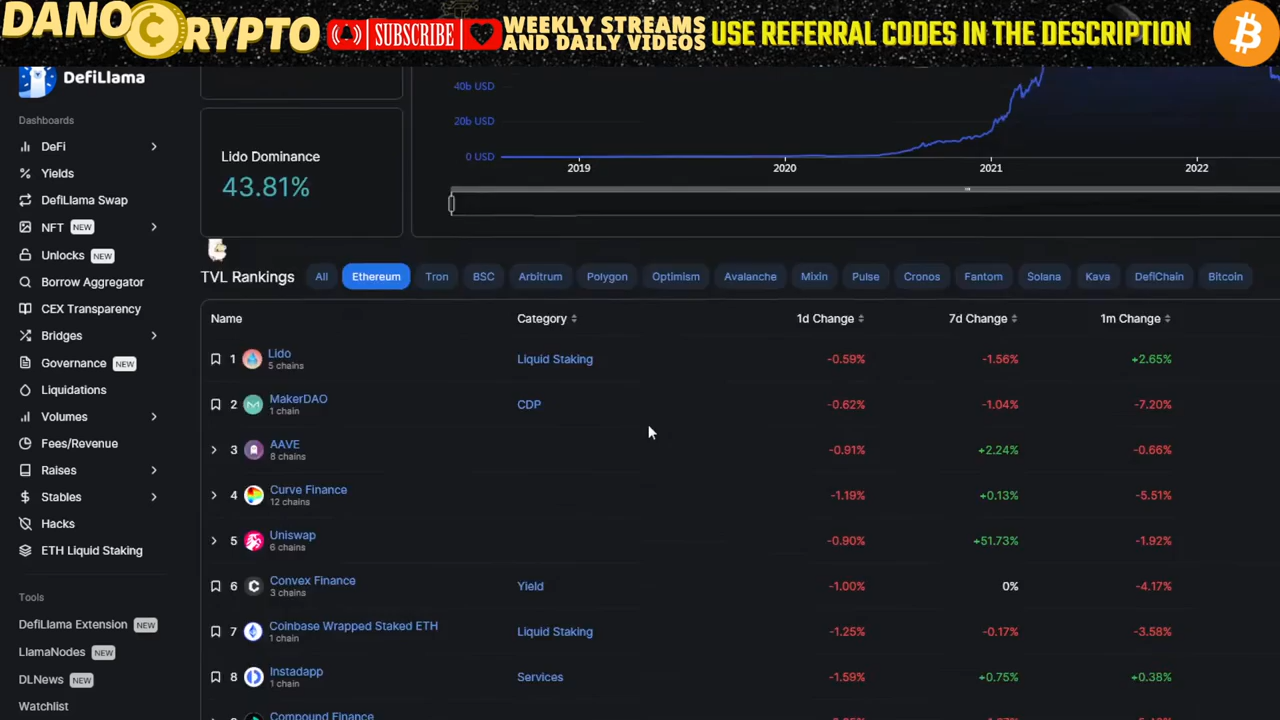 DANO CRYPTO
SUBSCRIBE
WEEKLY STREAMS
AND DAILY VIDEOS
USE REFERRAL CODES IN THE DESCRIPTION
DefiLlama
Dashboards
DeFi
Yields
DefiLlama Swap
NFT NEW
Unlocks NEW
Borrow Aggregator
CEX Transparency
Bridges
Governance NEW
Liquidations
Volumes
Fees/Revenue
Raises
Stables
Hacks
ETH Liquid Staking
Tools
DefiLlama Extension NEW
LlamaNodes NEW
DLNews NEW
Watchlist
Lido Dominance
43.81%
40b USD
20b USD
0 USD
2019 2020 2021 2022
TVL Rankings All Ethereum Tron BSC Arbitrum Polygon Optimism Avalanche Mixin Pulse Cronos Fantom Solana Kava DefiChain Bitcoin
Name Category 1d Change 7d Change 1m Change
1 Lido Liquid Staking -0.59% -1.56% +2.65%
5 chains
2 MakerDAO CDP -0.62% -1.04% -7.20%
1 chain
3 AAVE -0.91% +2.24% -0.66%
8 chains
4 Curve Finance -1.19% +0.13% -5.51%
12 chains
5 Uniswap -0.90% +51.73% -1.92%
6 chains
6 Convex Finance Yield -1.00% 0% -4.17%
3 chains
7 Coinbase Wrapped Staked ETH Liquid Staking -1.25% -0.17% -3.58%
1 chain
8 Instadapp Services -1.59% +0.75% +0.38%
1 chain
Compound Finance